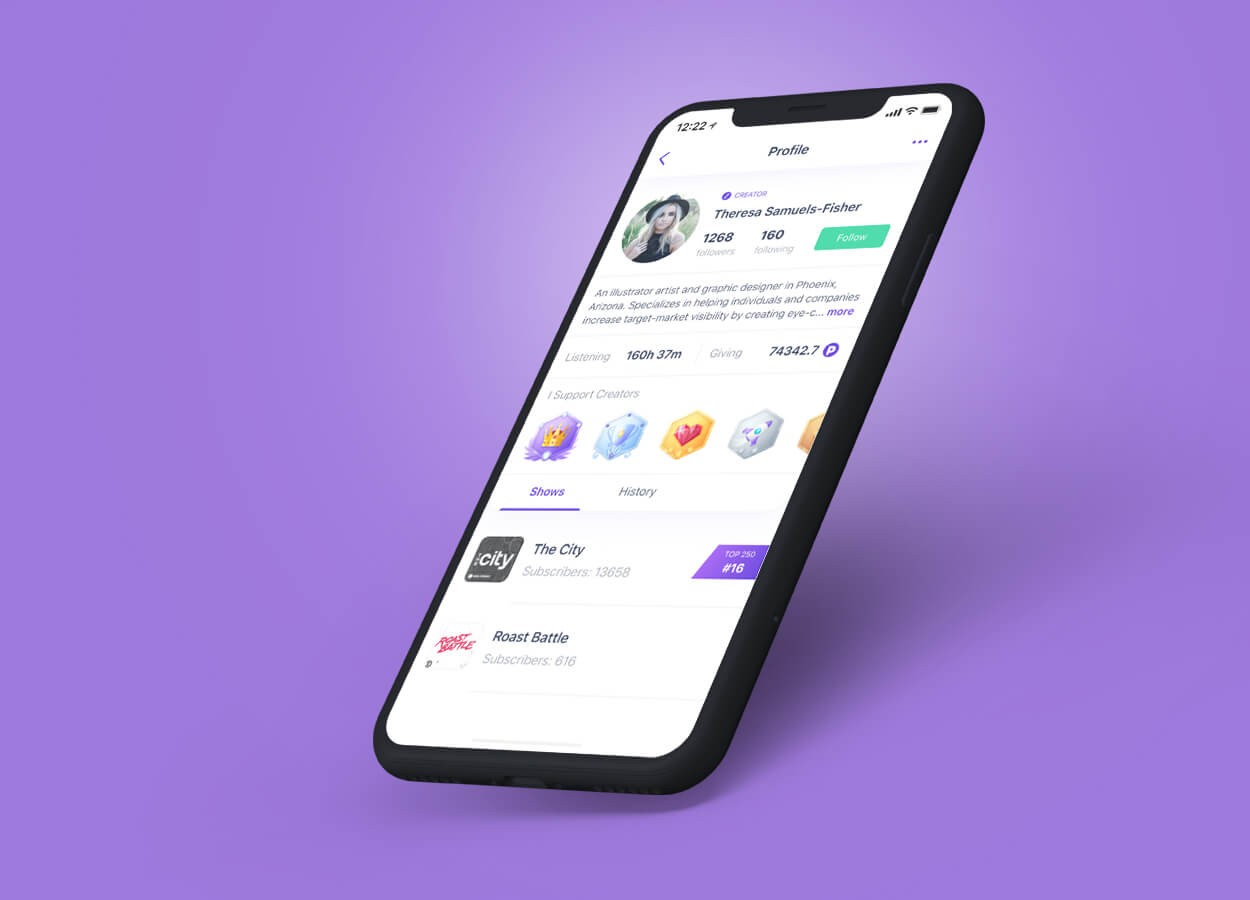 12:22
Profile
CREATOR
Theresa Samuels-Fisher
1268
160
followers
following
Follow
An illustrator artist and graphic designer in Phoenix,
Arizona. Specializes in helping individuals and companies
increase target-market visibility by creating eye-c... more
Listening 160h 37m Giving 74342.7 P
I Support Creators
Shows History
city
The City
Subscribers: 13658
TOP 250
#16
ROAST
BATTLE
Roast Battle
Subscribers: 616